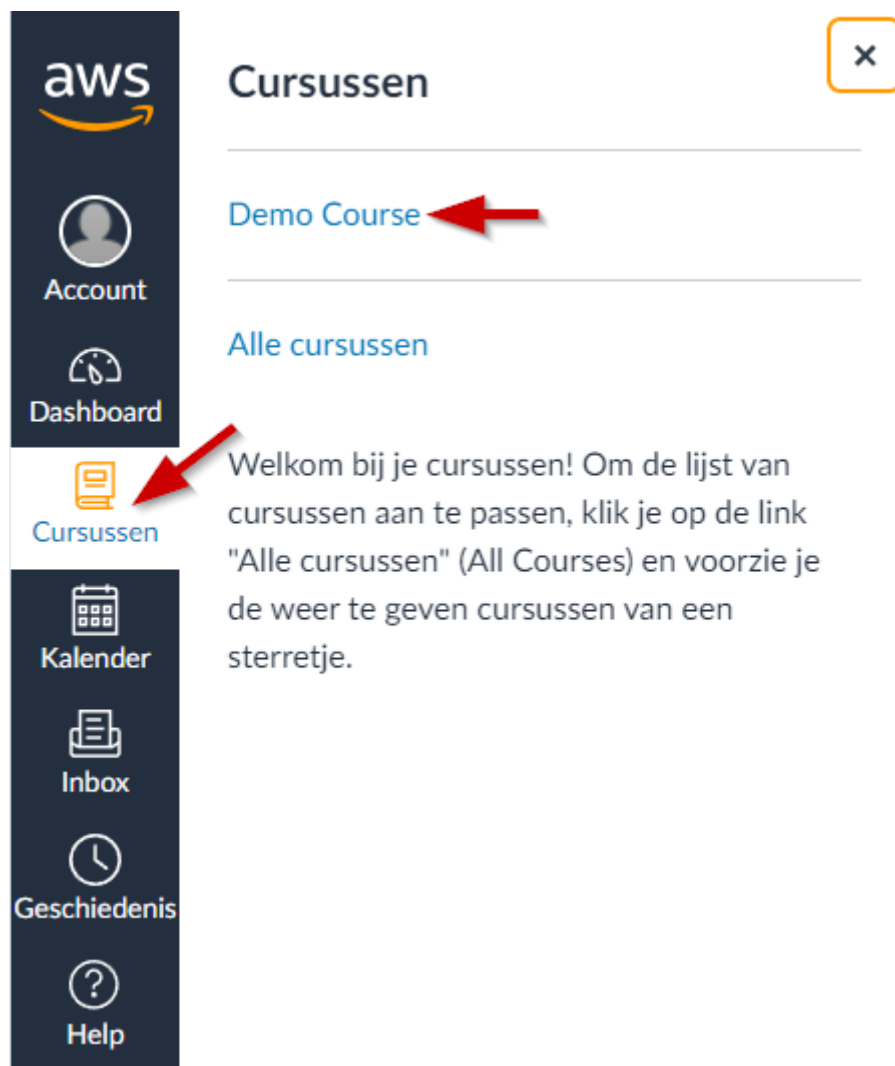 aws
Account
Dashboard
Cursussen
Kalender
Inbox
Geschiedenis
Help
Cursussen
×
Demo Course
Alle cursussen
Welkom bij je cursussen! Om de lijst van
cursussen aan te passen, klik je op de link
"Alle cursussen" (All Courses) en voorzie je
de weer te geven cursussen van een
sterretje.